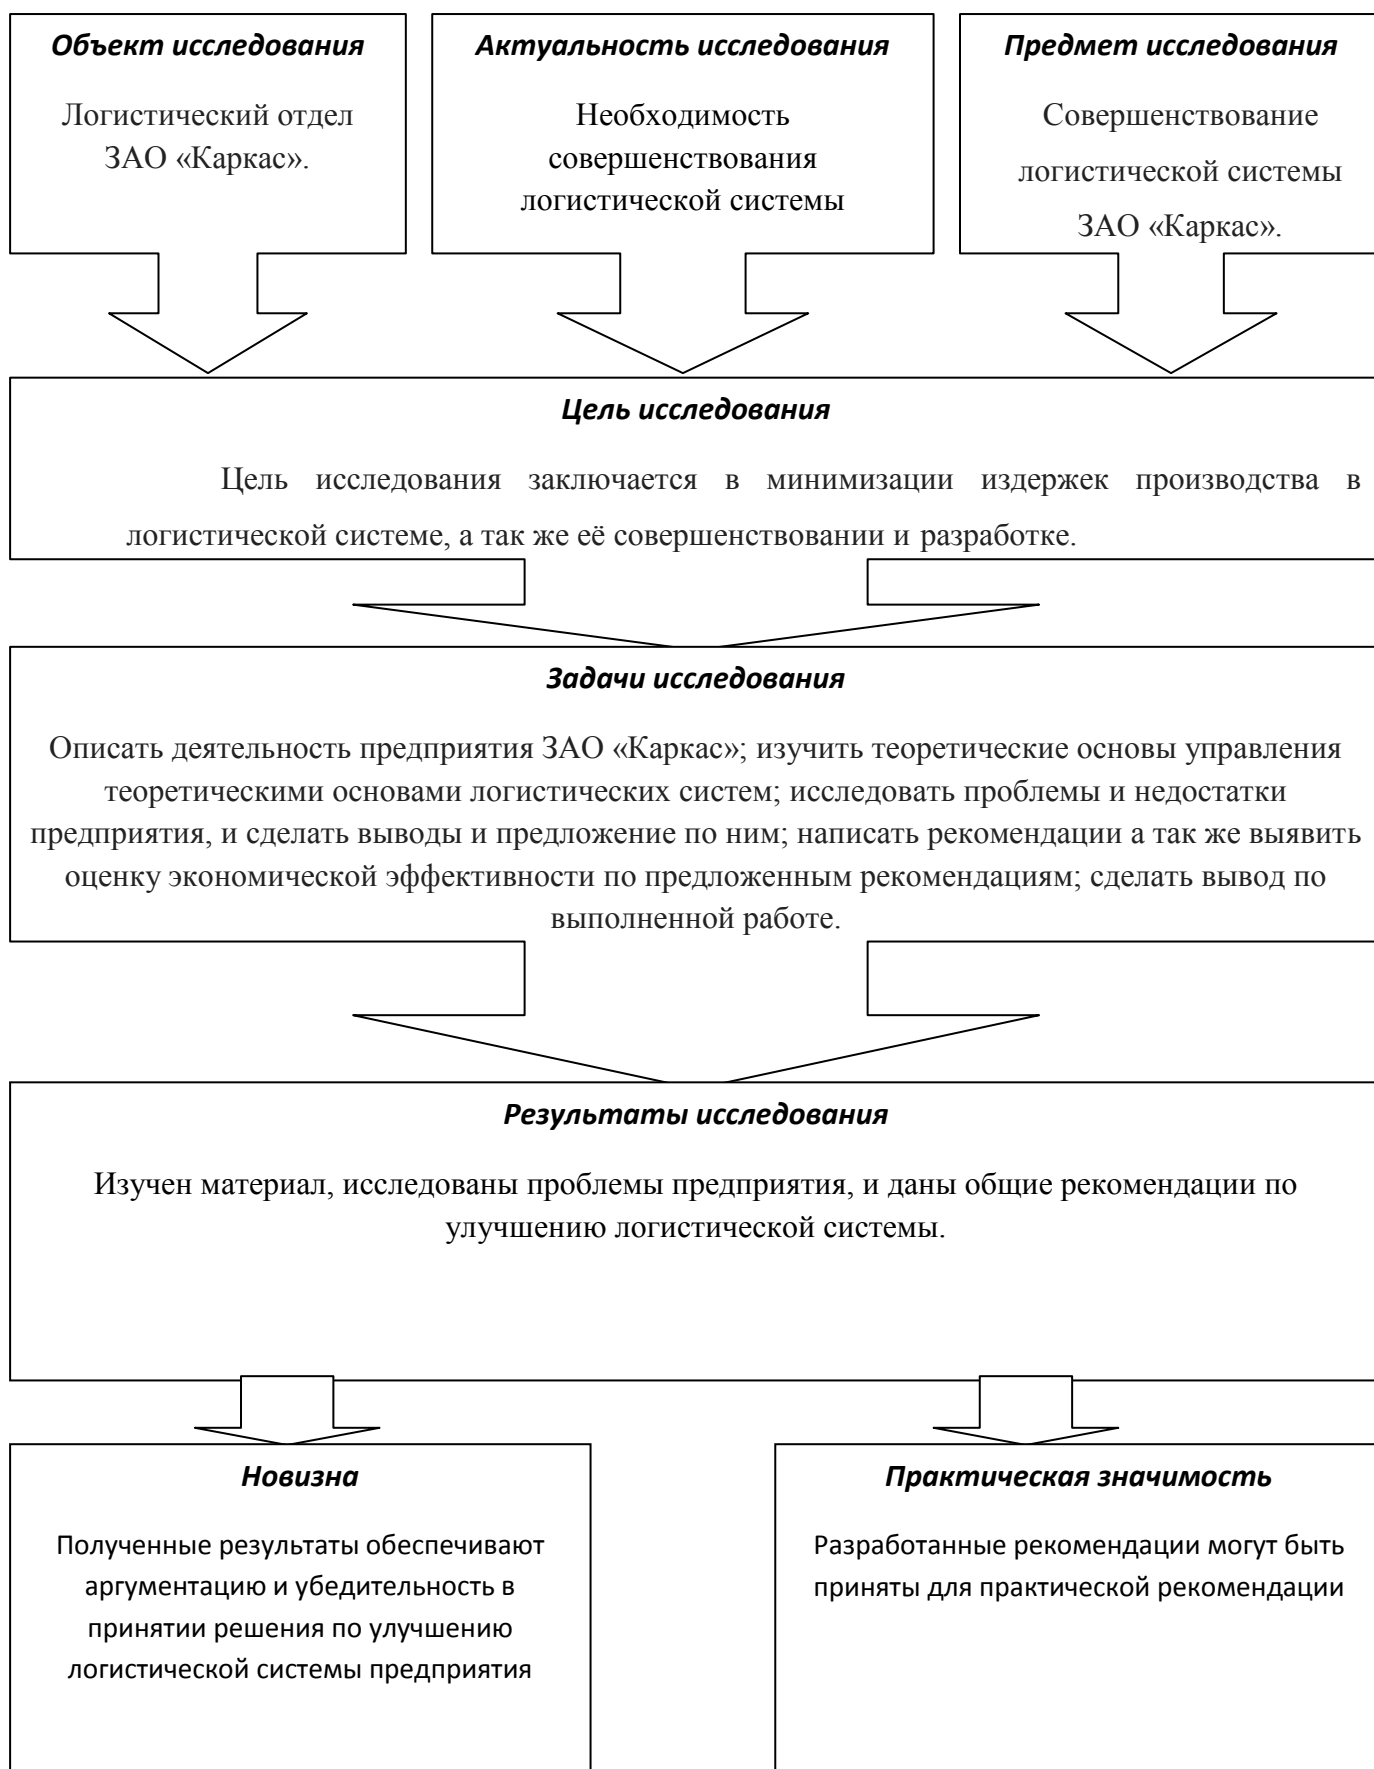 Объект исследования
Логистический отдел
ЗАО «Каркас».
Актуальность исследования
Необходимость
совершенствования
логистической системы
Предмет исследования
Совершенствование
логистической системы
ЗАО «Каркас».
Цель исследования
Цель исследования заключается в минимизации издержек производства в
логистической системе, а так же её совершенствовании и разработке.
Задачи исследования
Описать деятельность предприятия ЗАО «Каркас»; изучить теоретические основы управления
теоретическими основами логистических систем; исследовать проблемы и недостатки
предприятия, и сделать выводы и предложение по ним; написать рекомендации а так же выявить
оценку экономической эффективности по предложенным рекомендациям; сделать вывод по
выполненной работе.
Результаты исследования
Изучен материал, исследованы проблемы предприятия, и даны общие рекомендации по
улучшению логистической системы.
Новизна
Полученные результаты обеспечивают
аргументацию и убедительность в
принятии решения по улучшению
логистической системы предприятия
Практическая значимость
Разработанные рекомендации могут быть
приняты для практической рекомендации